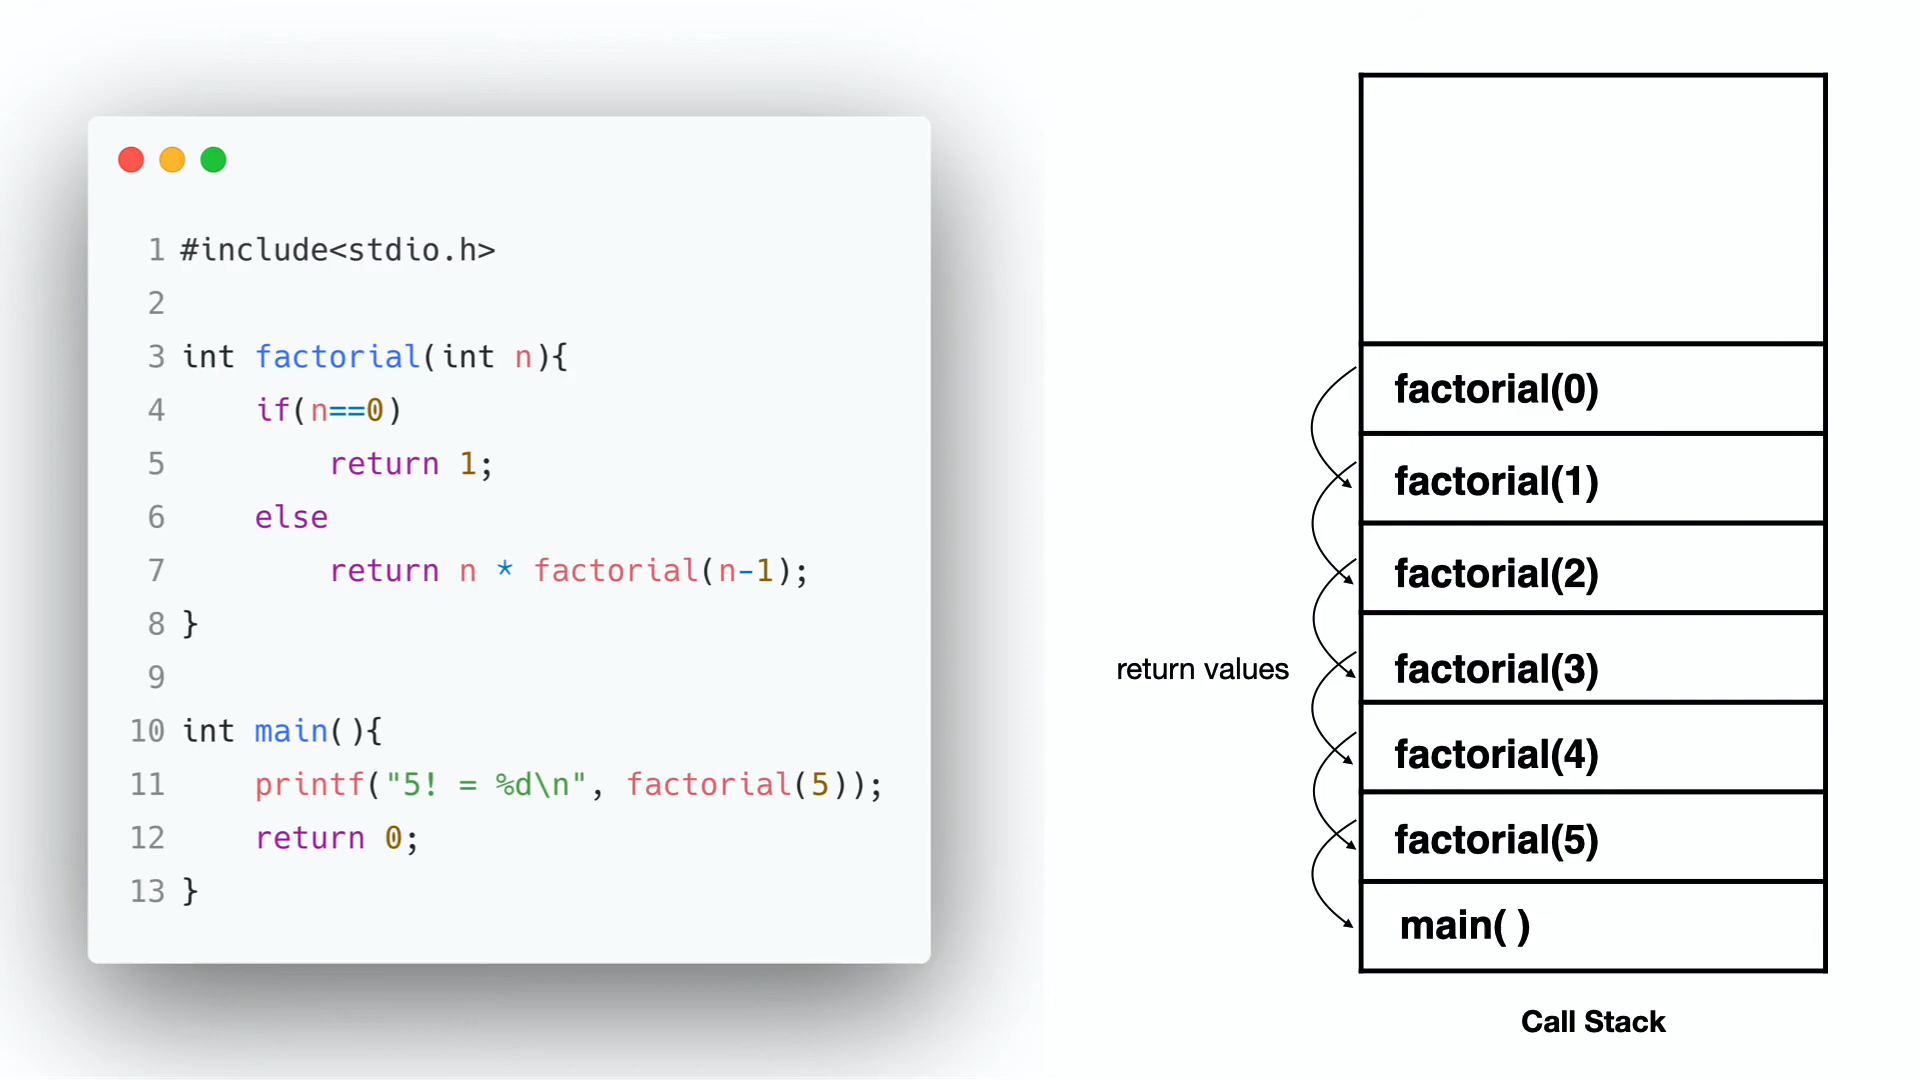 1 #include<stdio.h>
2
3 int factorial(int n){
4     if(n==0)
5         return 1;
6     else
7         return n * factorial(n-1);
8 }
9
10 int main(){
11     printf("5! = %d\n", factorial(5));
12     return 0;
13 }
factorial(0)
factorial(1)
factorial(2)
return values
factorial(3)
factorial(4)
factorial(5)
main( )
Call Stack